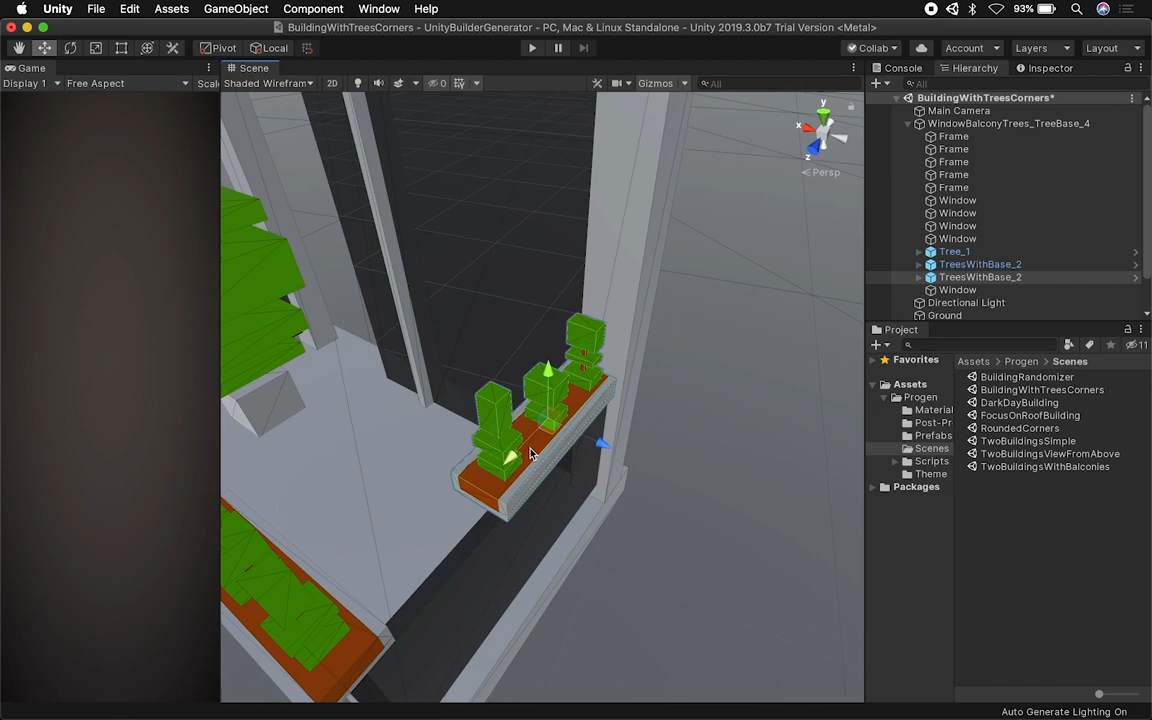 Unity File Edit Assets GameObject Component Window Help 93%
BuildingWithTreesCorners - UnityBuilderGenerator - PC, Mac & Linux Standalone - Unity 2019.3.0b7 Trial Version <Metal>
Pivot Local Collab Account Layers Layout
Game Scene Console Hierarchy Inspector
Display 1 Free Aspect Scale Shaded Wirefram 2D 0 Gizmos All All
BuildingWithTreesCorners*
Main Camera
WindowBalconyTrees_TreeBase_4
Frame
Frame
Frame
Frame
Frame
Window
Window
Window
Window
Tree_1
TreesWithBase_2
TreesWithBase_2
Window
Directional Light
Ground
y
x
z
Persp
Project
11
Favorites
Assets
Progen
Material
Post-Pr
Prefabs
Scenes
Scripts
Theme
Packages
Assets > Progen > Scenes
BuildingRandomizer
BuildingWithTreesCorners
DarkDayBuilding
FocusOnRoofBuilding
RoundedCorners
TwoBuildingsSimple
TwoBuildingsViewFromAbove
TwoBuildingsWithBalconies
Auto Generate Lighting On